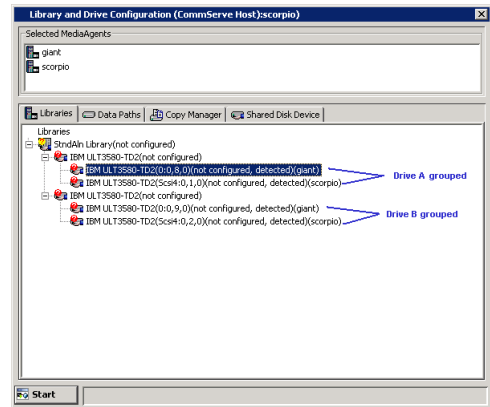 Library and Drive Configuration (CommServe Host):scorpio)
Selected MediaAgents
giant
scorpio
Libraries
Data Paths
Copy Manager
Shared Disk Device
Libraries
StndAln Library(not configured)
IBM ULT3580-TD2(not configured)
IBM ULT3580-TD2(0:0,8,0)(not configured, detected)(giant)
IBM ULT3580-TD2(Scsi4:0,1,0)(not configured, detected)(scorpio)
Drive A grouped
IBM ULT3580-TD2(not configured)
IBM ULT3580-TD2(0:0,9,0)(not configured, detected)(giant)
IBM ULT3580-TD2(Scsi4:0,2,0)(not configured, detected)(scorpio)
Drive B grouped
Start